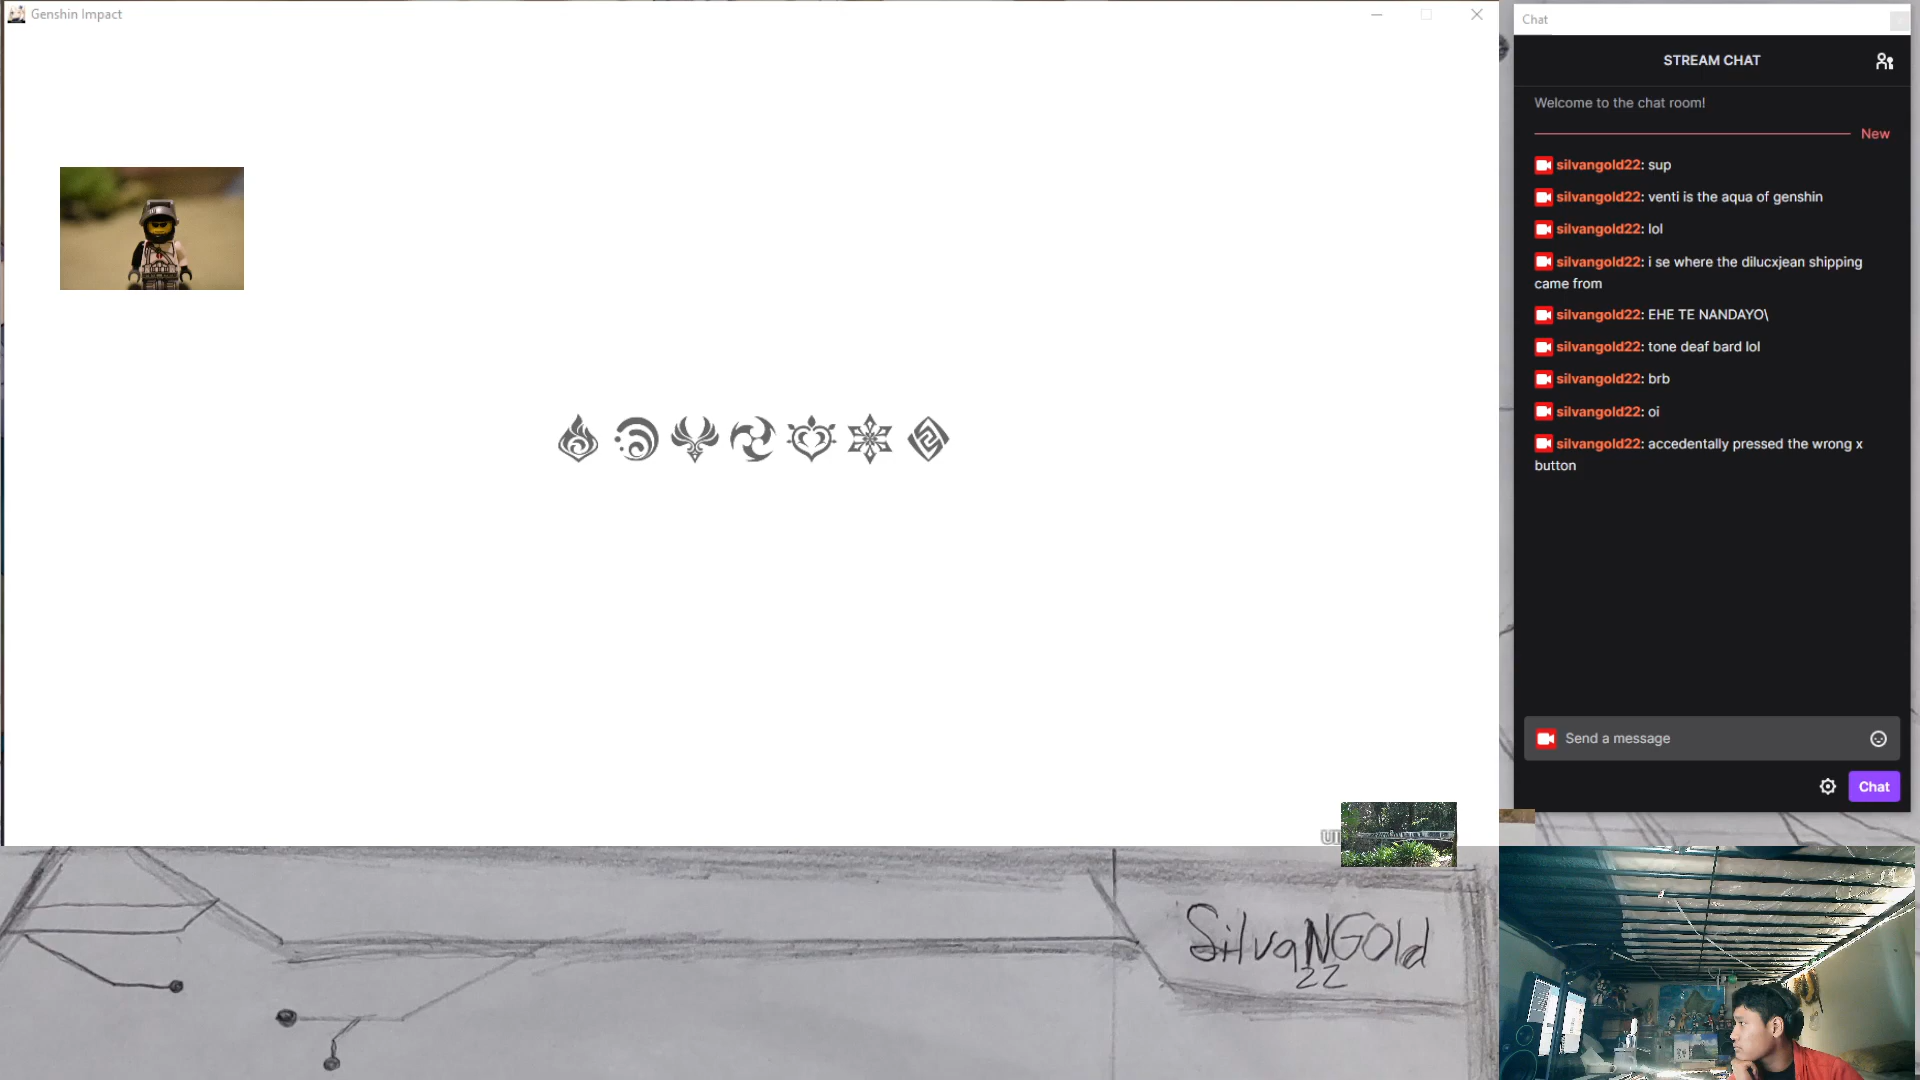 Genshin Impact
Chat
STREAM CHAT
Welcome to the chat room!
New
silvangold22: sup
silvangold22: venti is the aqua of genshin
silvangold22: lol
silvangold22: i se where the dilucxjean shipping
came from
silvangold22: EHE TE NANDAYO\
silvangold22: tone deaf bard lol
silvangold22: brb
silvangold22: oi
silvangold22: accedentally pressed the wrong x
button
Send a message
Chat
SilvaNGOld
22